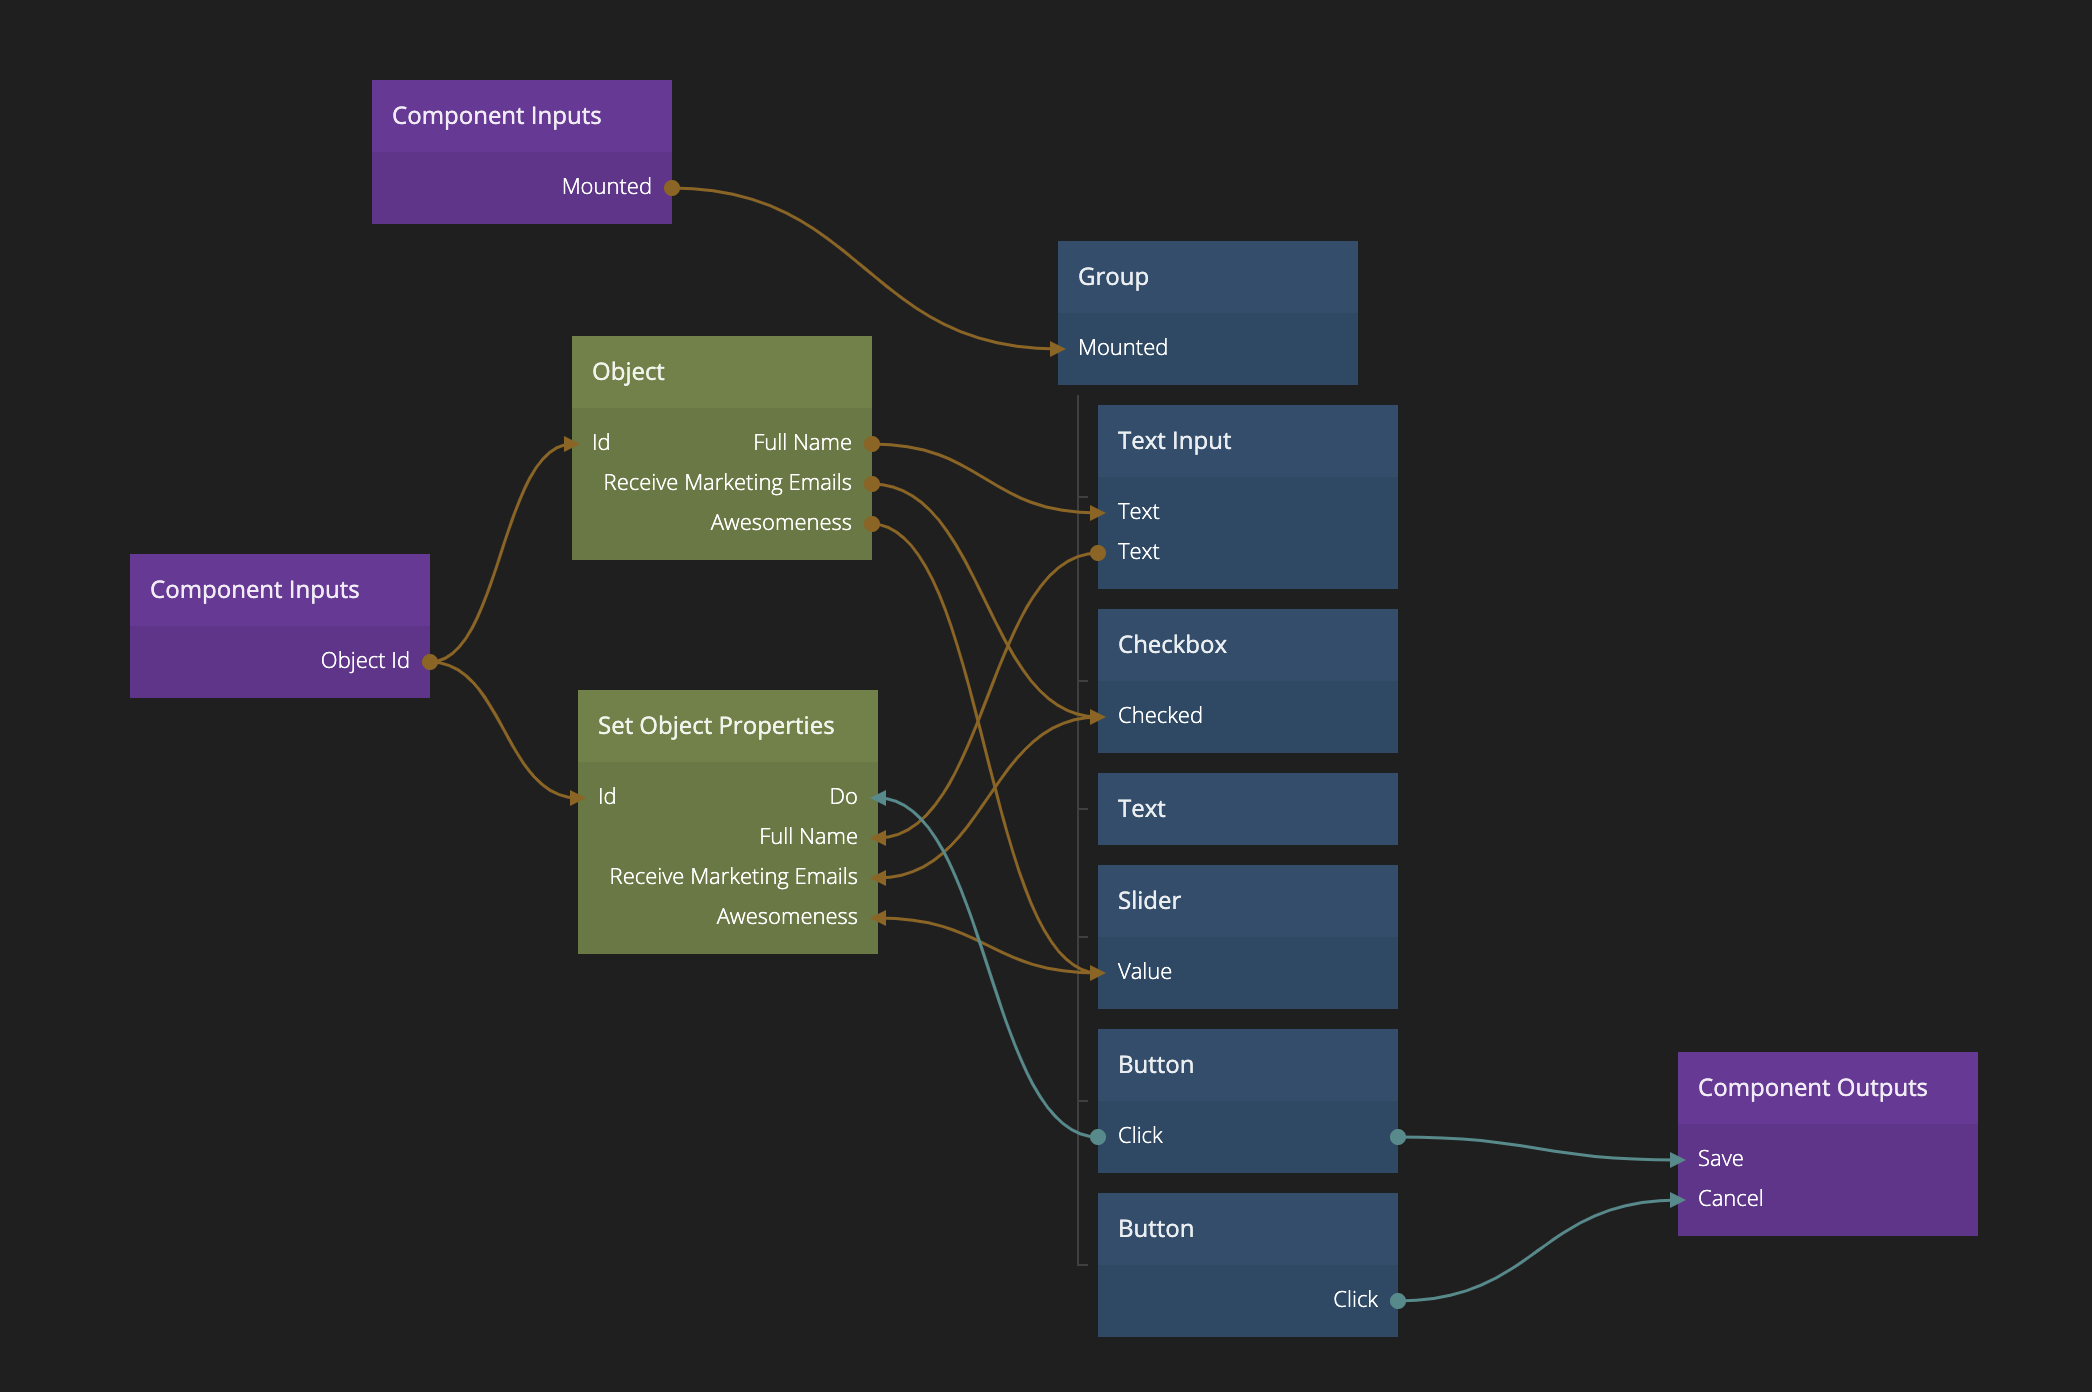 Component Inputs
Mounted
Group
Mounted
Object
Id Full Name
Receive Marketing Emails
Awesomeness
Text Input
Text
Text
Component Inputs
Object Id
Checkbox
Checked
Set Object Properties
Id Do
Full Name
Receive Marketing Emails
Awesomeness
Text
Slider
Value
Button
Click
Component Outputs
Save
Cancel
Button
Click